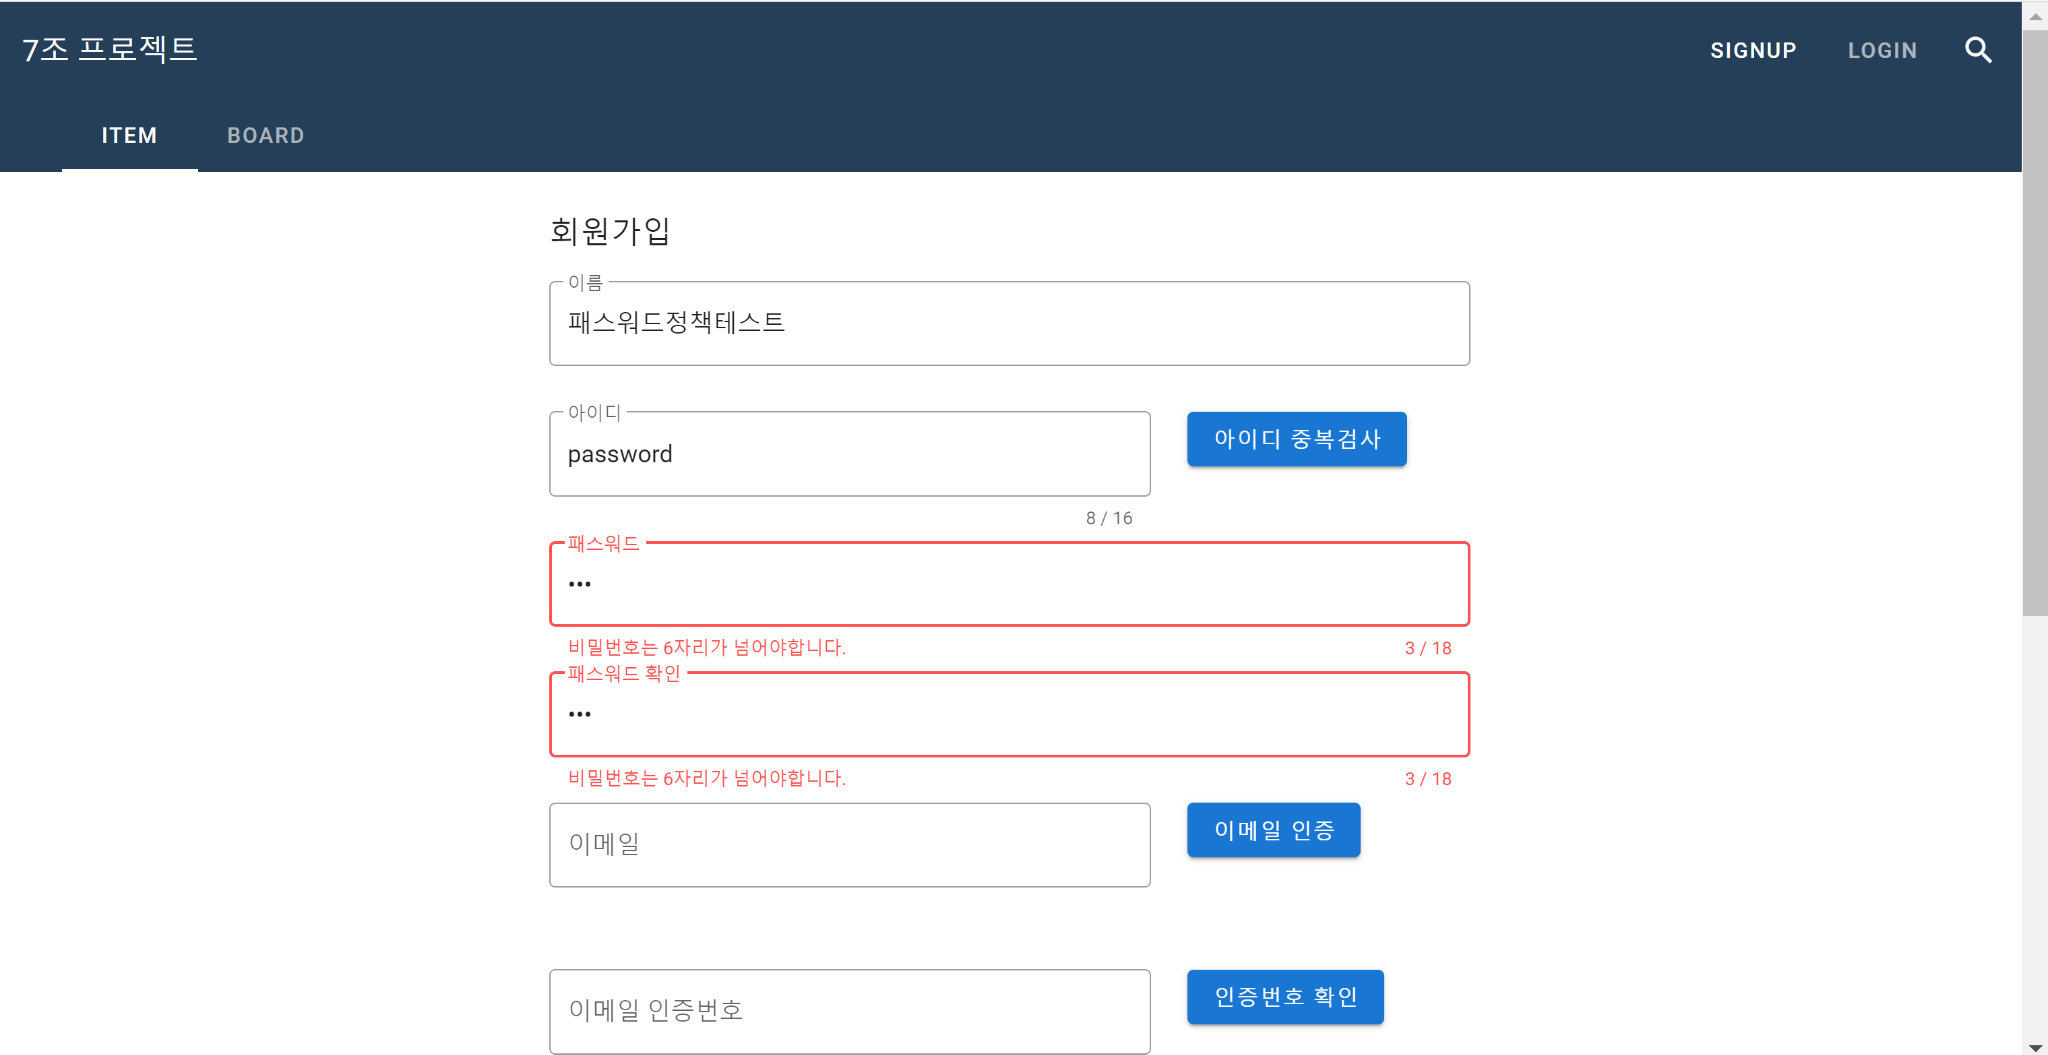 7조 프로젝트
SIGNUP LOGIN
ITEM BOARD
회원가입
이름
패스워드정책테스트
아이디
password
아이디 중복검사
8 / 16
패스워드
•••
비밀번호는 6자리가 넘어야합니다. 3 / 18
패스워드 확인
•••
비밀번호는 6자리가 넘어야합니다. 3 / 18
이메일
이메일 인증
이메일 인증번호
인증번호 확인